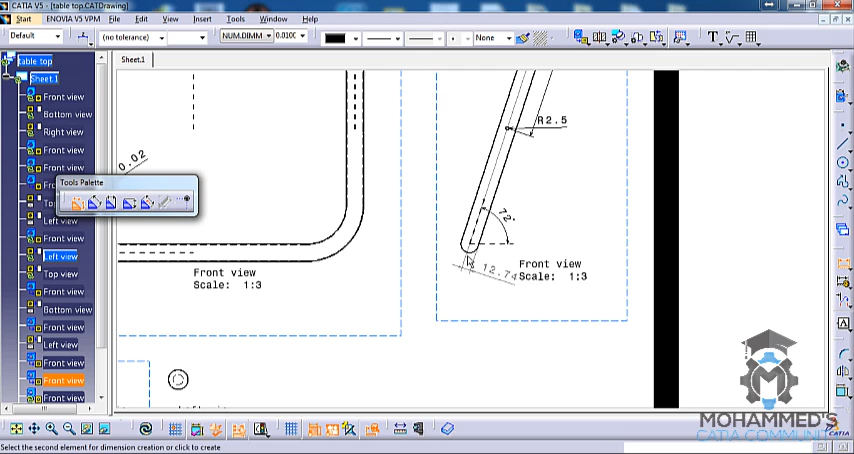 CATIA V5 - [table top.CATDrawing]
Start ENOVIA V5 VPM File Edit View Insert Tools Window Help
Default (no tolerance) NUM.DIMM 0.0100 None
table top
Sheet.1
Front view
Bottom view
Right view
Front view
Front view
Left view
Front view
Left view
Top view
Front view
Bottom view
Front view
Left view
Front view
Front view
Front view
Tools Palette
Sheet.1
0.02
Front view
Scale: 1:3
R2.5
72°
12.74
Front view
Scale: 1:3
MOHAMMED'S
CATIA COMMUNITY
CATIA
Select the second element for dimension creation or click to create